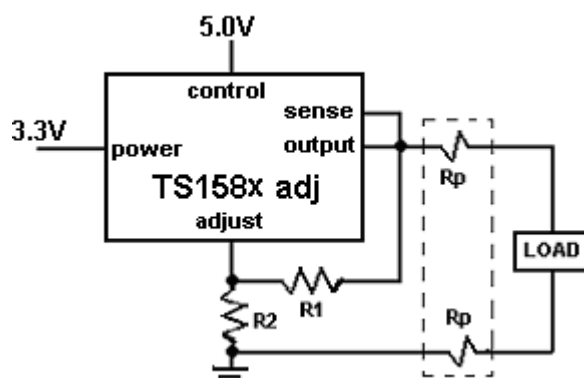 5.0V
control
sense
3.3V
power
output
TS158x adj
adjust
Rp
LOAD
R1
R2
Rp